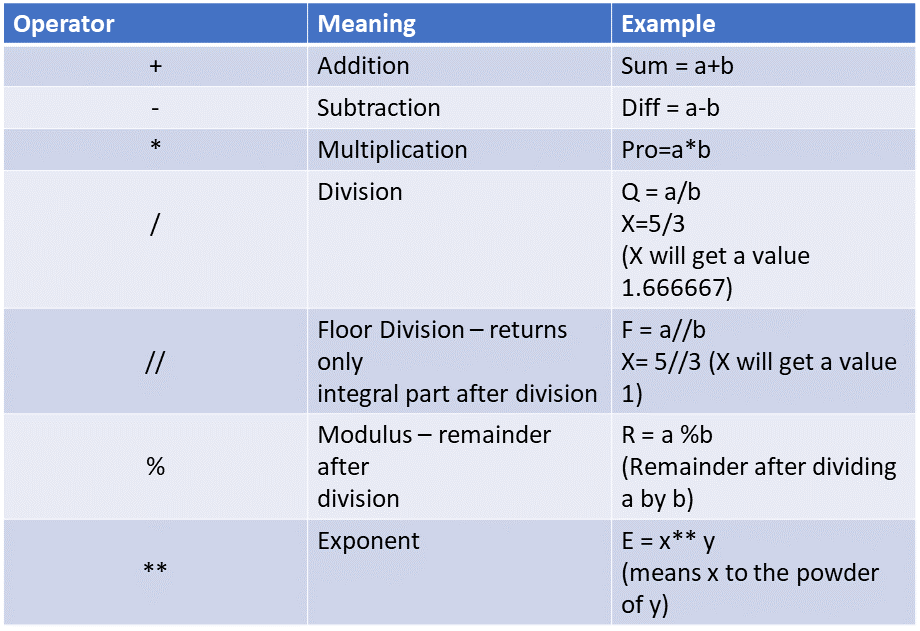 Operator Meaning Example
+ Addition Sum = a+b
- Subtraction Diff = a-b
* Multiplication Pro=a*b
/ Division Q = a/b
X=5/3
(X will get a value
1.666667)
// Floor Division – returns
only
integral part after division
F = a//b
X= 5//3 (X will get a value
1)
% Modulus – remainder
after
division
R = a %b
(Remainder after dividing
a by b)
** Exponent E = x** y
(means x to the powder
of y)